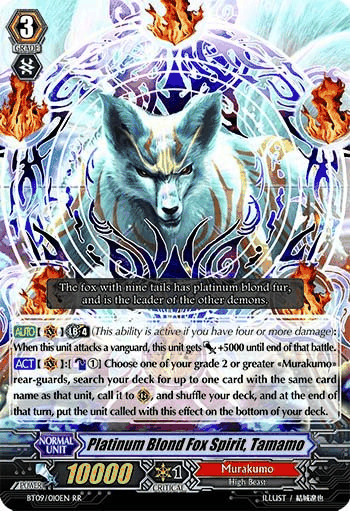 3
GRADE
The fox with nine tails has platinum blond fur,
and is the leader of the other demons.
AUTO [ ] 4 (This ability is active if you have four or more damage):
When this unit attacks a vanguard, this unit gets +5000 until end of that battle.
ACT [ ]:[ 1] Choose one of your grade 2 or greater «Murakumo»
rear-guards, search your deck for up to one card with the same card
name as that unit, call it to , and shuffle your deck, and at the end of
that turn, put the unit called with this effect on the bottom of your deck.
NORMAL
UNIT
Platinum Blond Fox Spirit, Tamamo
POWER
10000
1
CRITICAL
Murakumo
High Beast
BT09/010EN RR
ILLUST / 結城遼也